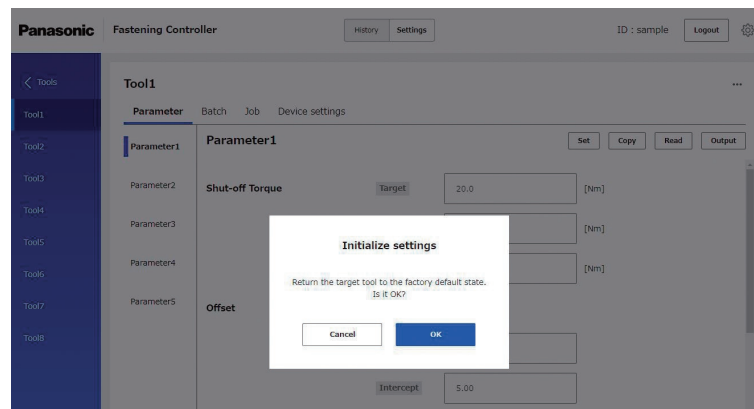 Panasonic Fastening Controller History Settings ID : sample Logout
Tools
Tool1
Tool2
Tool3
Tool4
Tool5
Tool6
Tool7
Tool8
Tool1
...
Parameter Batch Job Device settings
Parameter1
Parameter2
Parameter3
Parameter4
Parameter5
Parameter1 Set Copy Read Output
Shut-off Torque Target 20.0 [Nm]
[Nm]
[Nm]
Offset
Intercept 5.00
Initialize settings
Return the target tool to the factory default state.
Is it OK?
Cancel OK